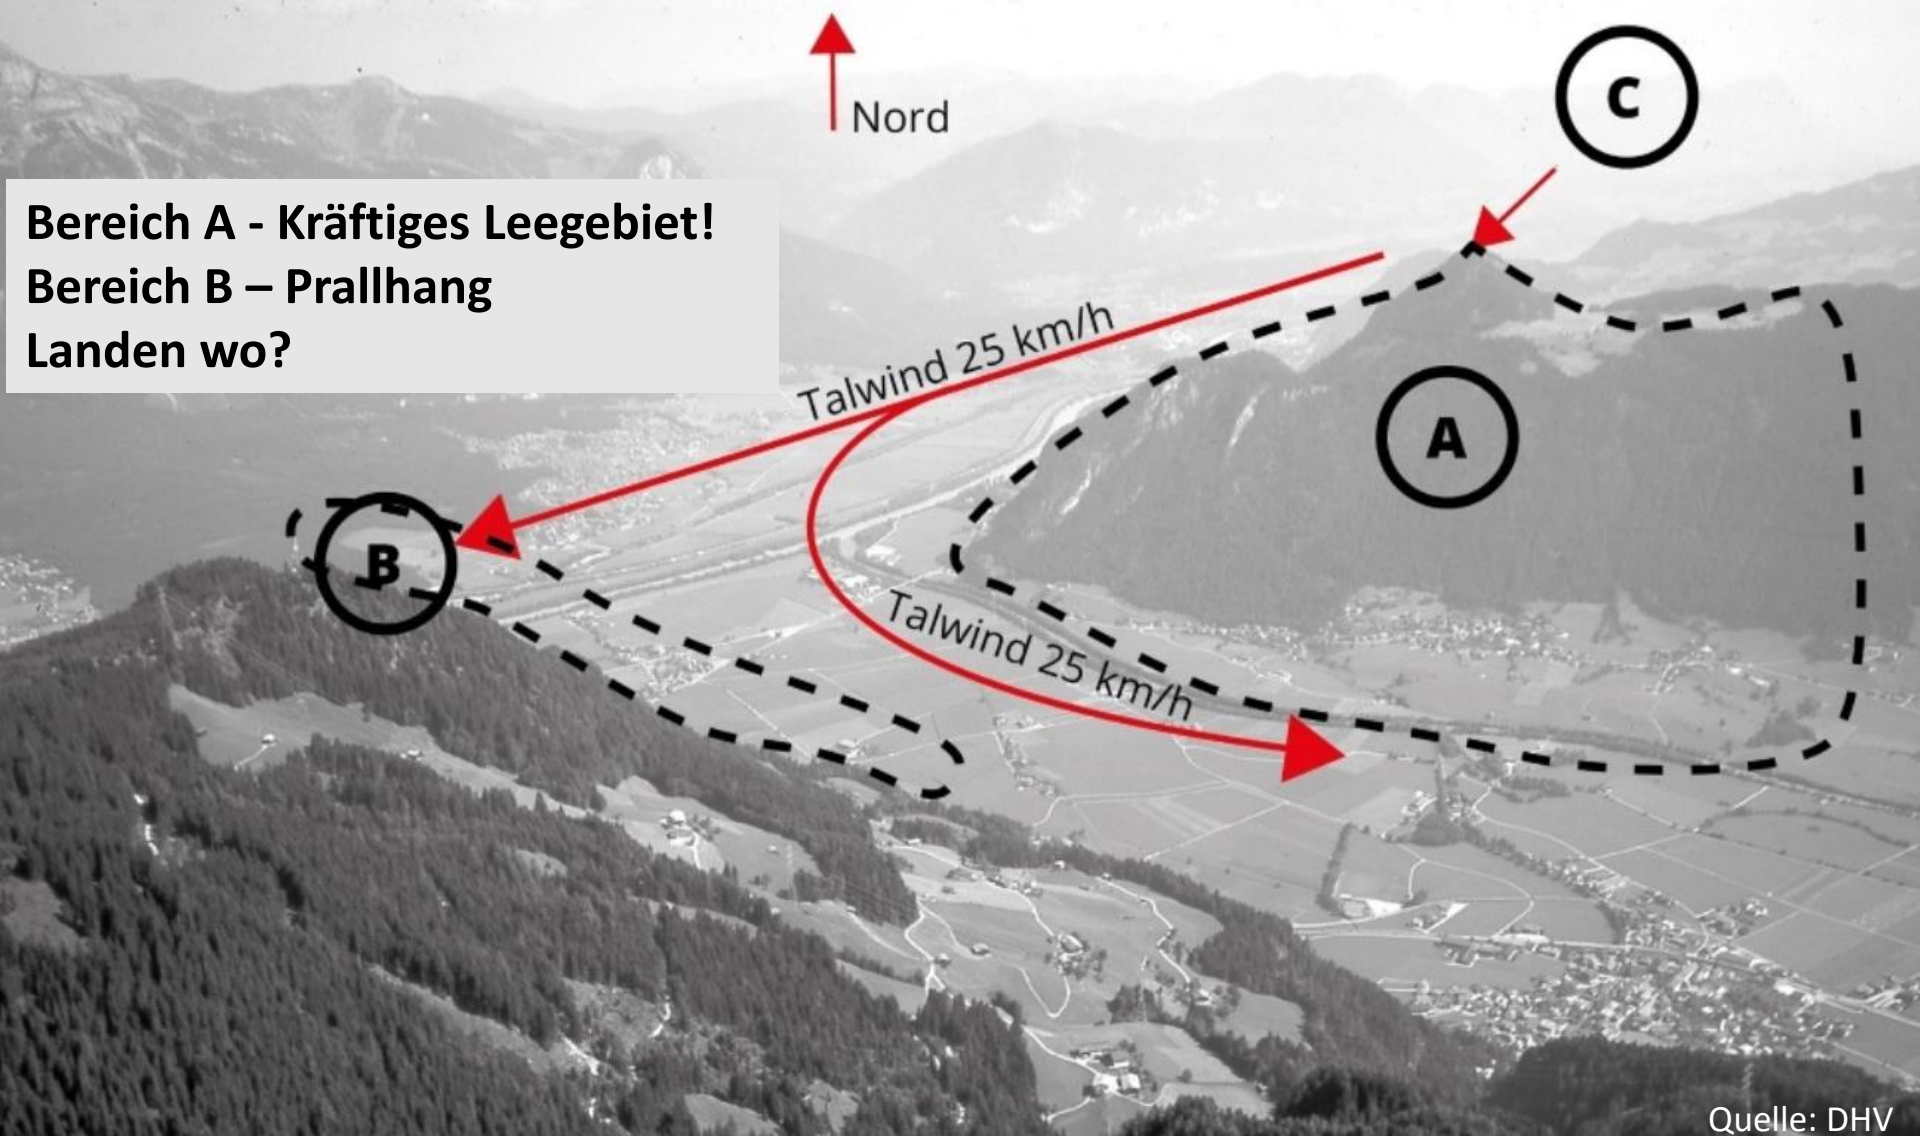 Nord
C
Bereich A - Kräftiges Leegebiet!
Bereich B – Prallhang
Landen wo?
Talwind 25 km/h
A
B
Talwind 25 km/h
Quelle: DHV